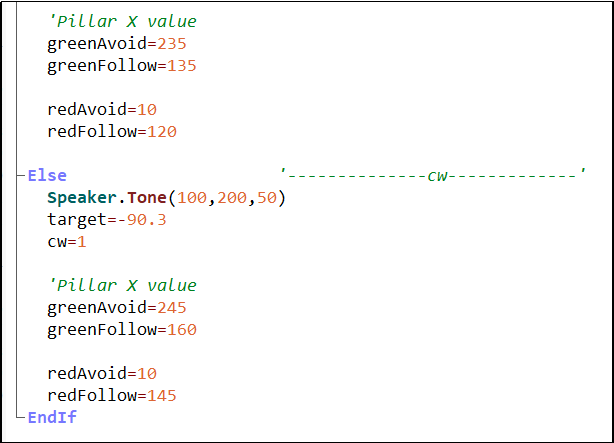 'Pillar X value
greenAvoid=235
greenFollow=135
redAvoid=10
redFollow=120
Else '--------------cw-------------'
Speaker.Tone(100,200,50)
target=-90.3
cw=1
'Pillar X value
greenAvoid=245
greenFollow=160
redAvoid=10
redFollow=145
EndIf